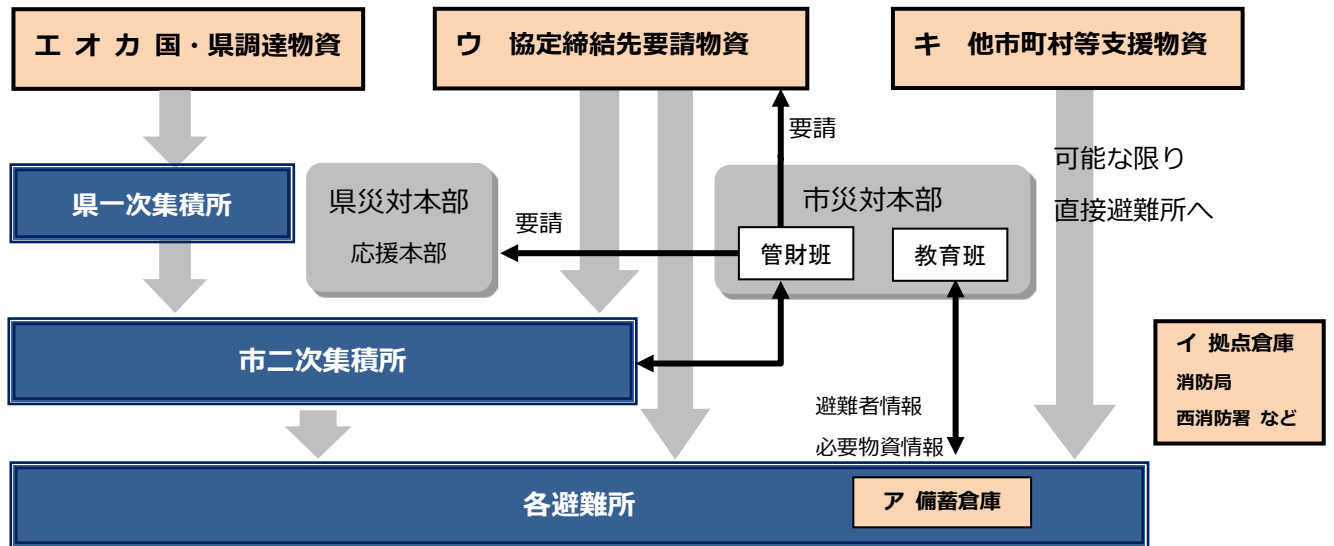 エ オ カ 国・県調達物資
ウ 協定締結先要請物資
キ 他市町村等支援物資
要請
可能な限り
直接避難所へ
県一次集積所
県災対本部
応援本部
要請
市災対本部
管財班
教育班
市二次集積所
イ 拠点倉庫
消防局
西消防署 など
避難者情報
必要物資情報
各避難所
ア 備蓄倉庫